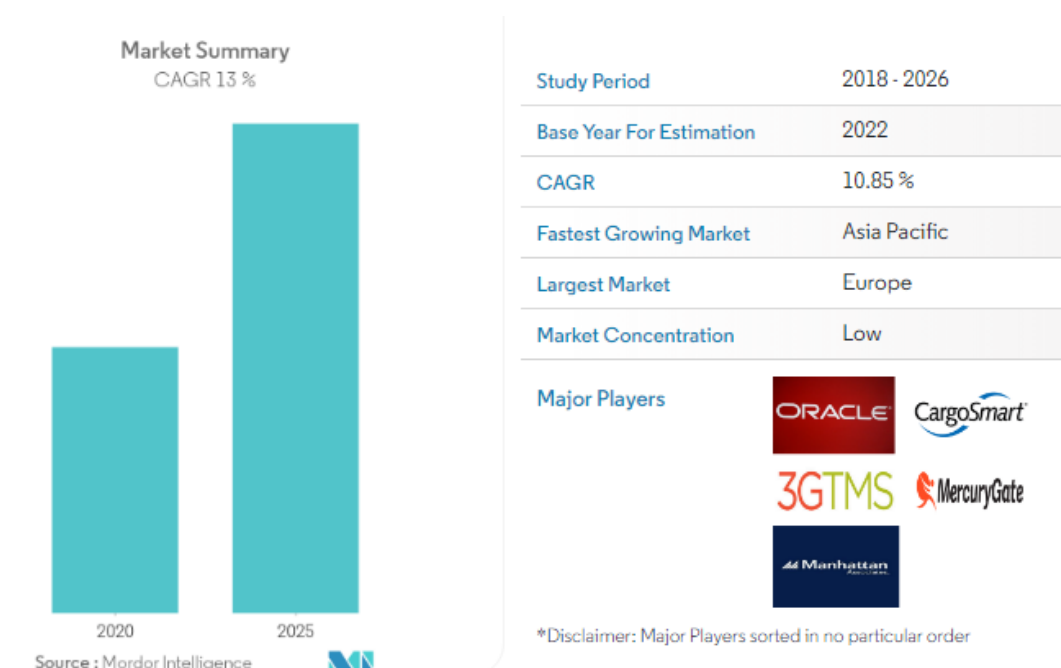 Market Summary
CAGR 13 %
2020
2025
Source : Mordor Intelligence
Study Period 2018 - 2026
Base Year For Estimation 2022
CAGR 10.85 %
Fastest Growing Market Asia Pacific
Largest Market Europe
Market Concentration Low
Major Players
ORACLE CargoSmart
3GTMS MercuryGate
Manhattan
*Disclaimer: Major Players sorted in no particular order